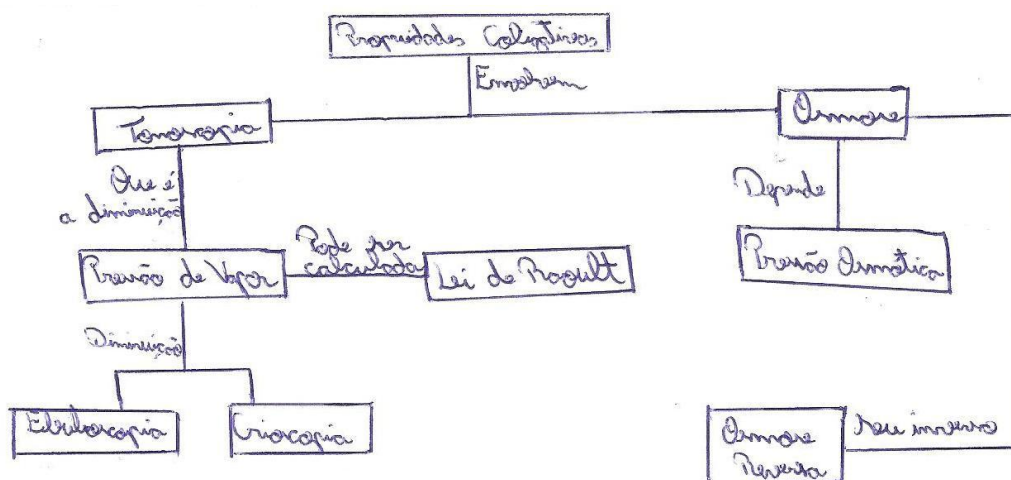 Propriedades Coligativas
Envolvem
Tonoscopia
Osmose
Que é
a diminuição
Depende
Pressão de Vapor
Pode ser
calculada
Lei de Raoult
Pressão Osmótica
Diminuição
Ebulioscopia
Crioscopia
Osmose
Reversa
seu inverso